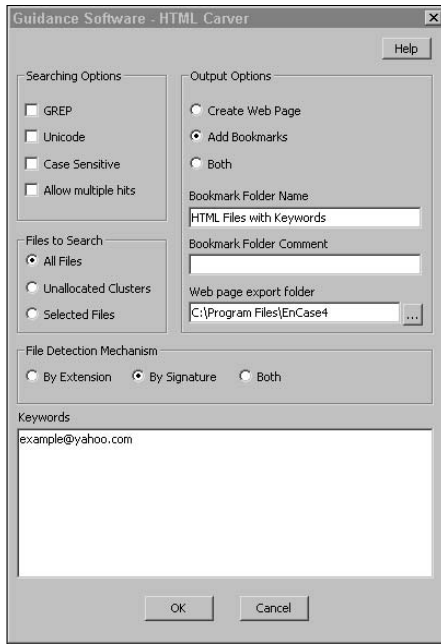 Guidance Software - HTML Carver
Help
Searching Options
GREP
Unicode
Case Sensitive
Allow multiple hits
Files to Search
All Files
Unallocated Clusters
Selected Files
Output Options
Create Web Page
Add Bookmarks
Both
Bookmark Folder Name
HTML Files with Keywords
Bookmark Folder Comment
Web page export folder
C:\Program Files\EnCase4
...
File Detection Mechanism
By Extension By Signature Both
Keywords
example@yahoo.com
OK Cancel